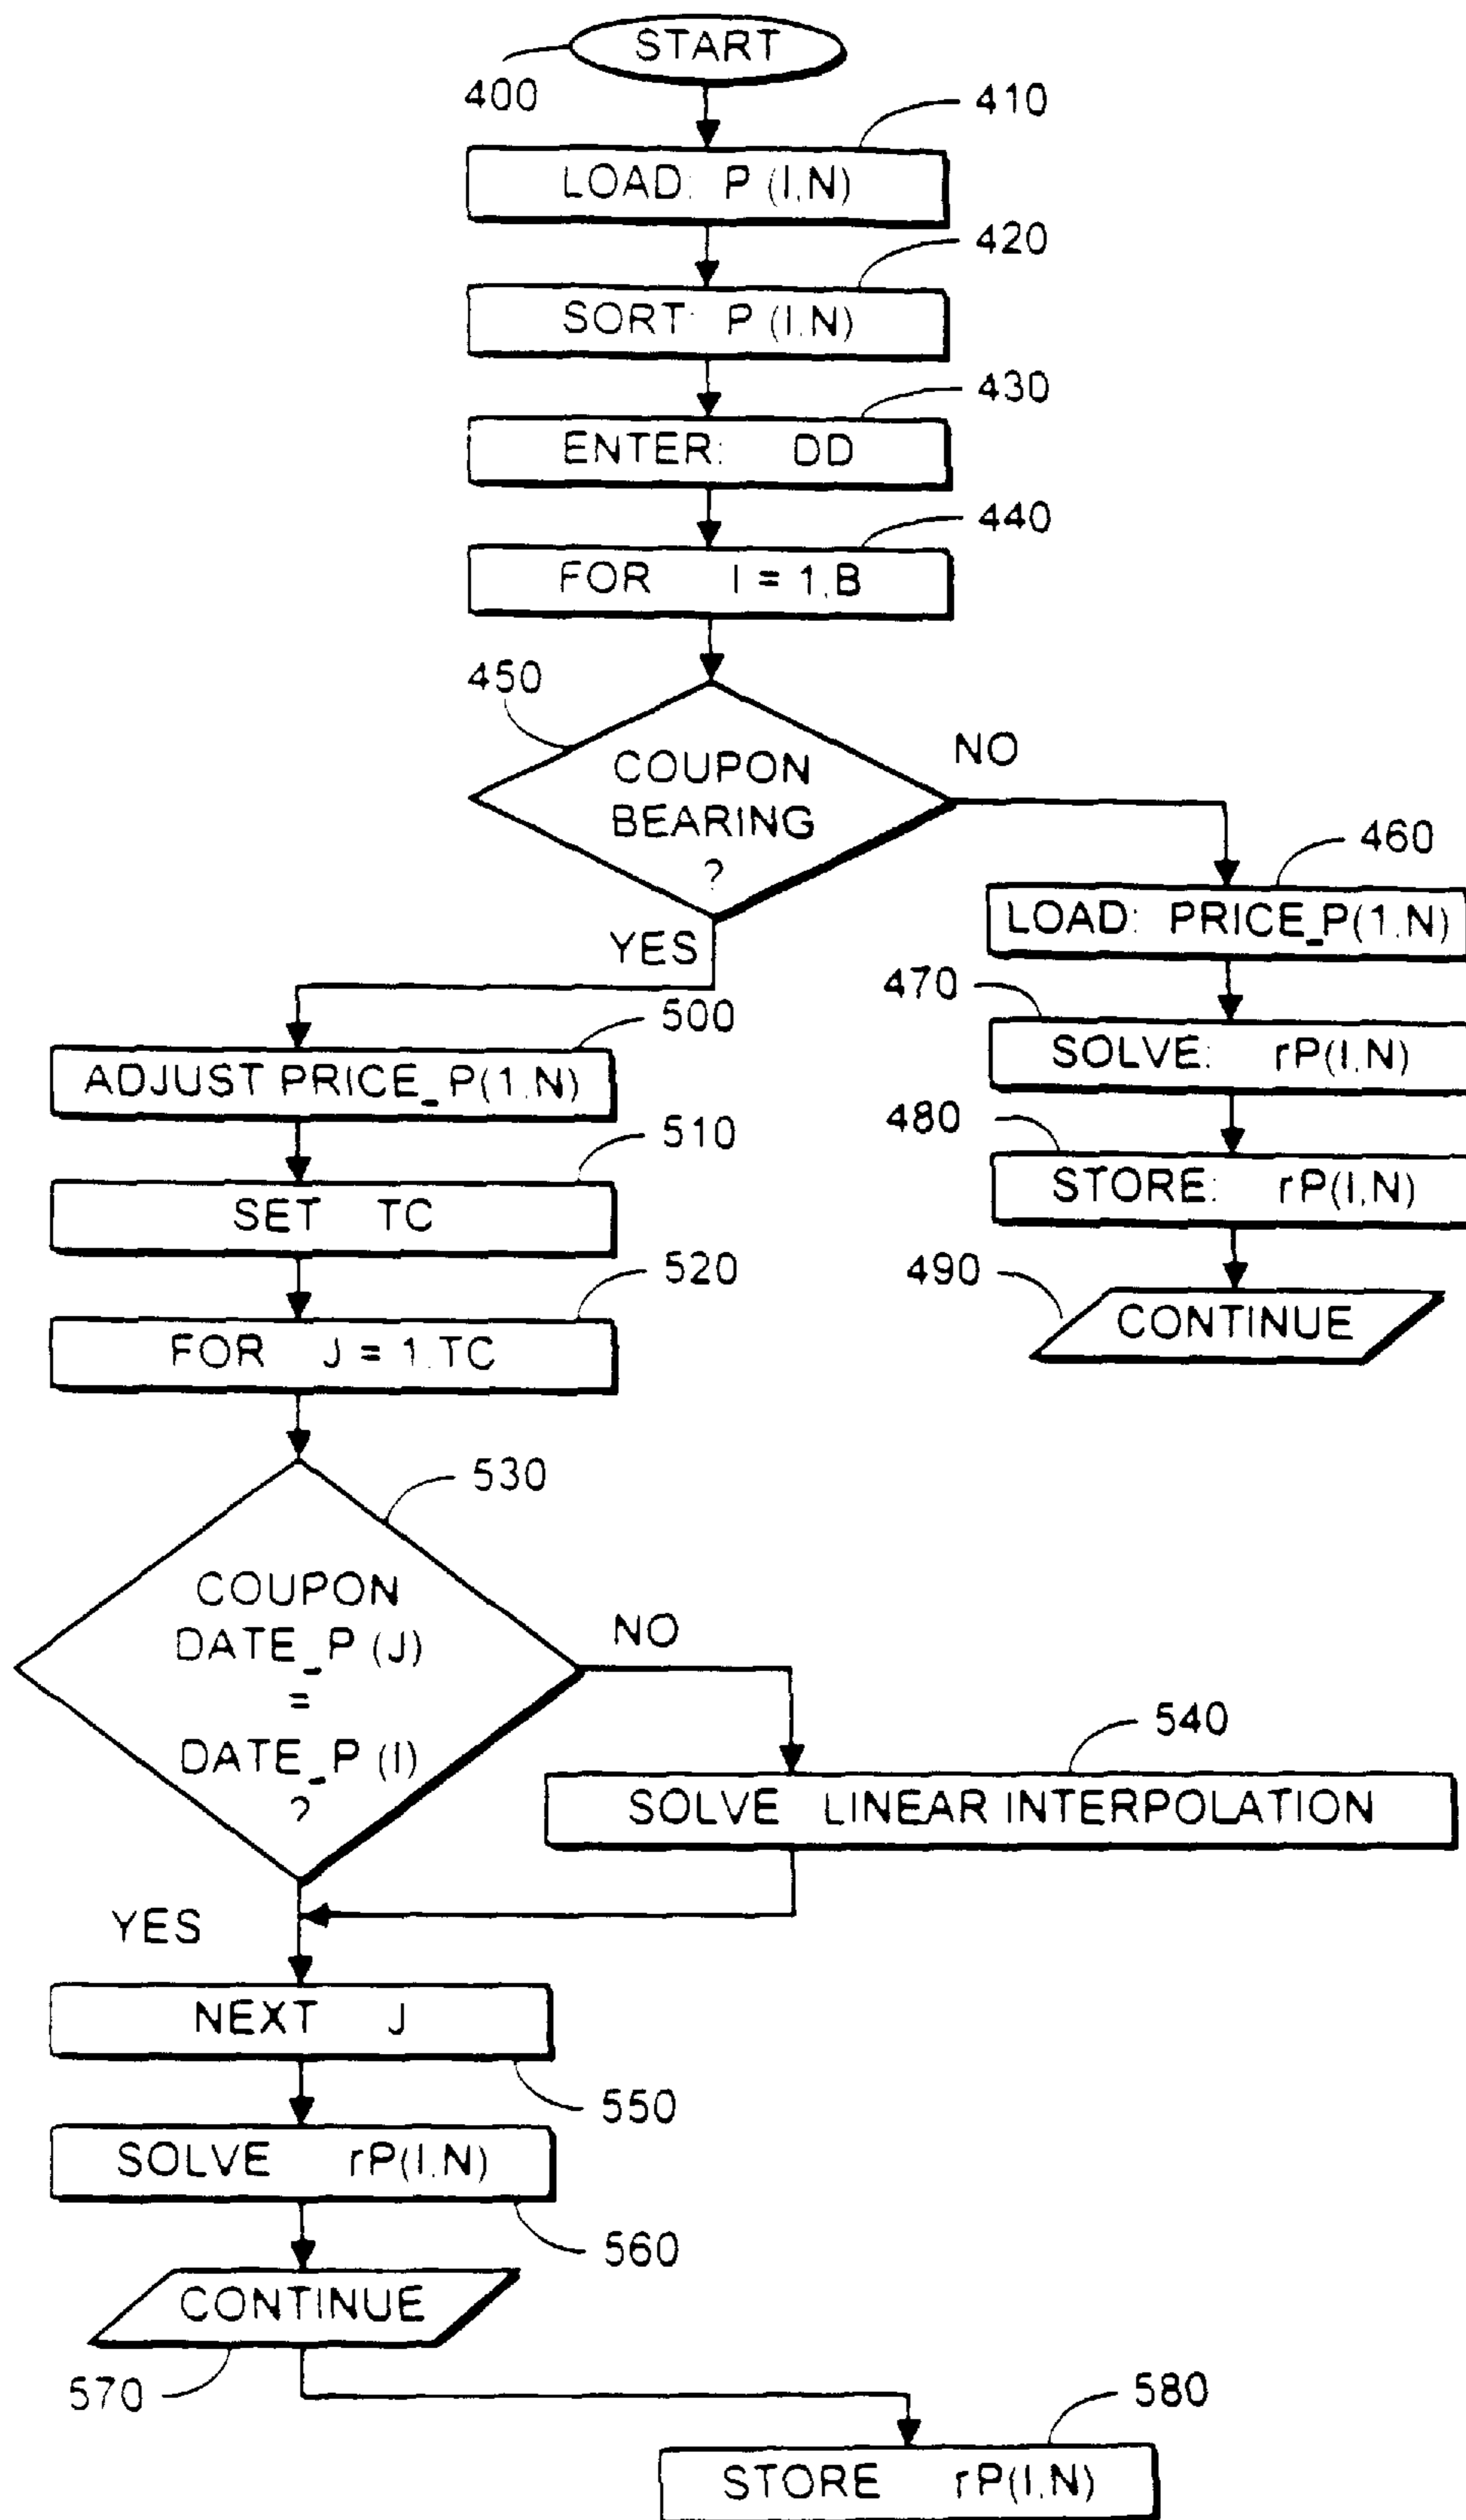 START
400
410
LOAD: P (I,N)
420
SORT: P (I,N)
430
ENTER: DD
440
FOR I = 1,B
450
COUPON
BEARING
?
NO
YES
460
LOAD: PRICE_P(1,N)
470
SOLVE: rP(I,N)
480
STORE: rP(I,N)
490
CONTINUE
500
ADJUST PRICE_P(1,N)
510
SET TC
520
FOR J = 1,TC
530
COUPON
DATE_P (J)
=
DATE_P (I)
?
NO
540
SOLVE LINEAR INTERPOLATION
YES
NEXT J
550
SOLVE rP(I,N)
560
CONTINUE
570
580
STORE rP(I,N)